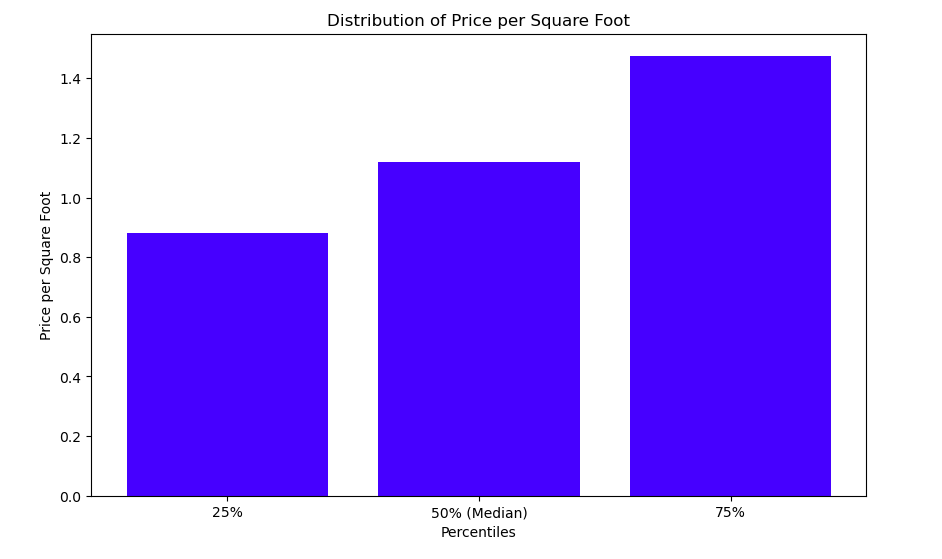 Distribution of Price per Square Foot
Price per Square Foot
1.4
1.2
1.0
0.8
0.6
0.4
0.2
0.0
25%
50% (Median)
75%
Percentiles